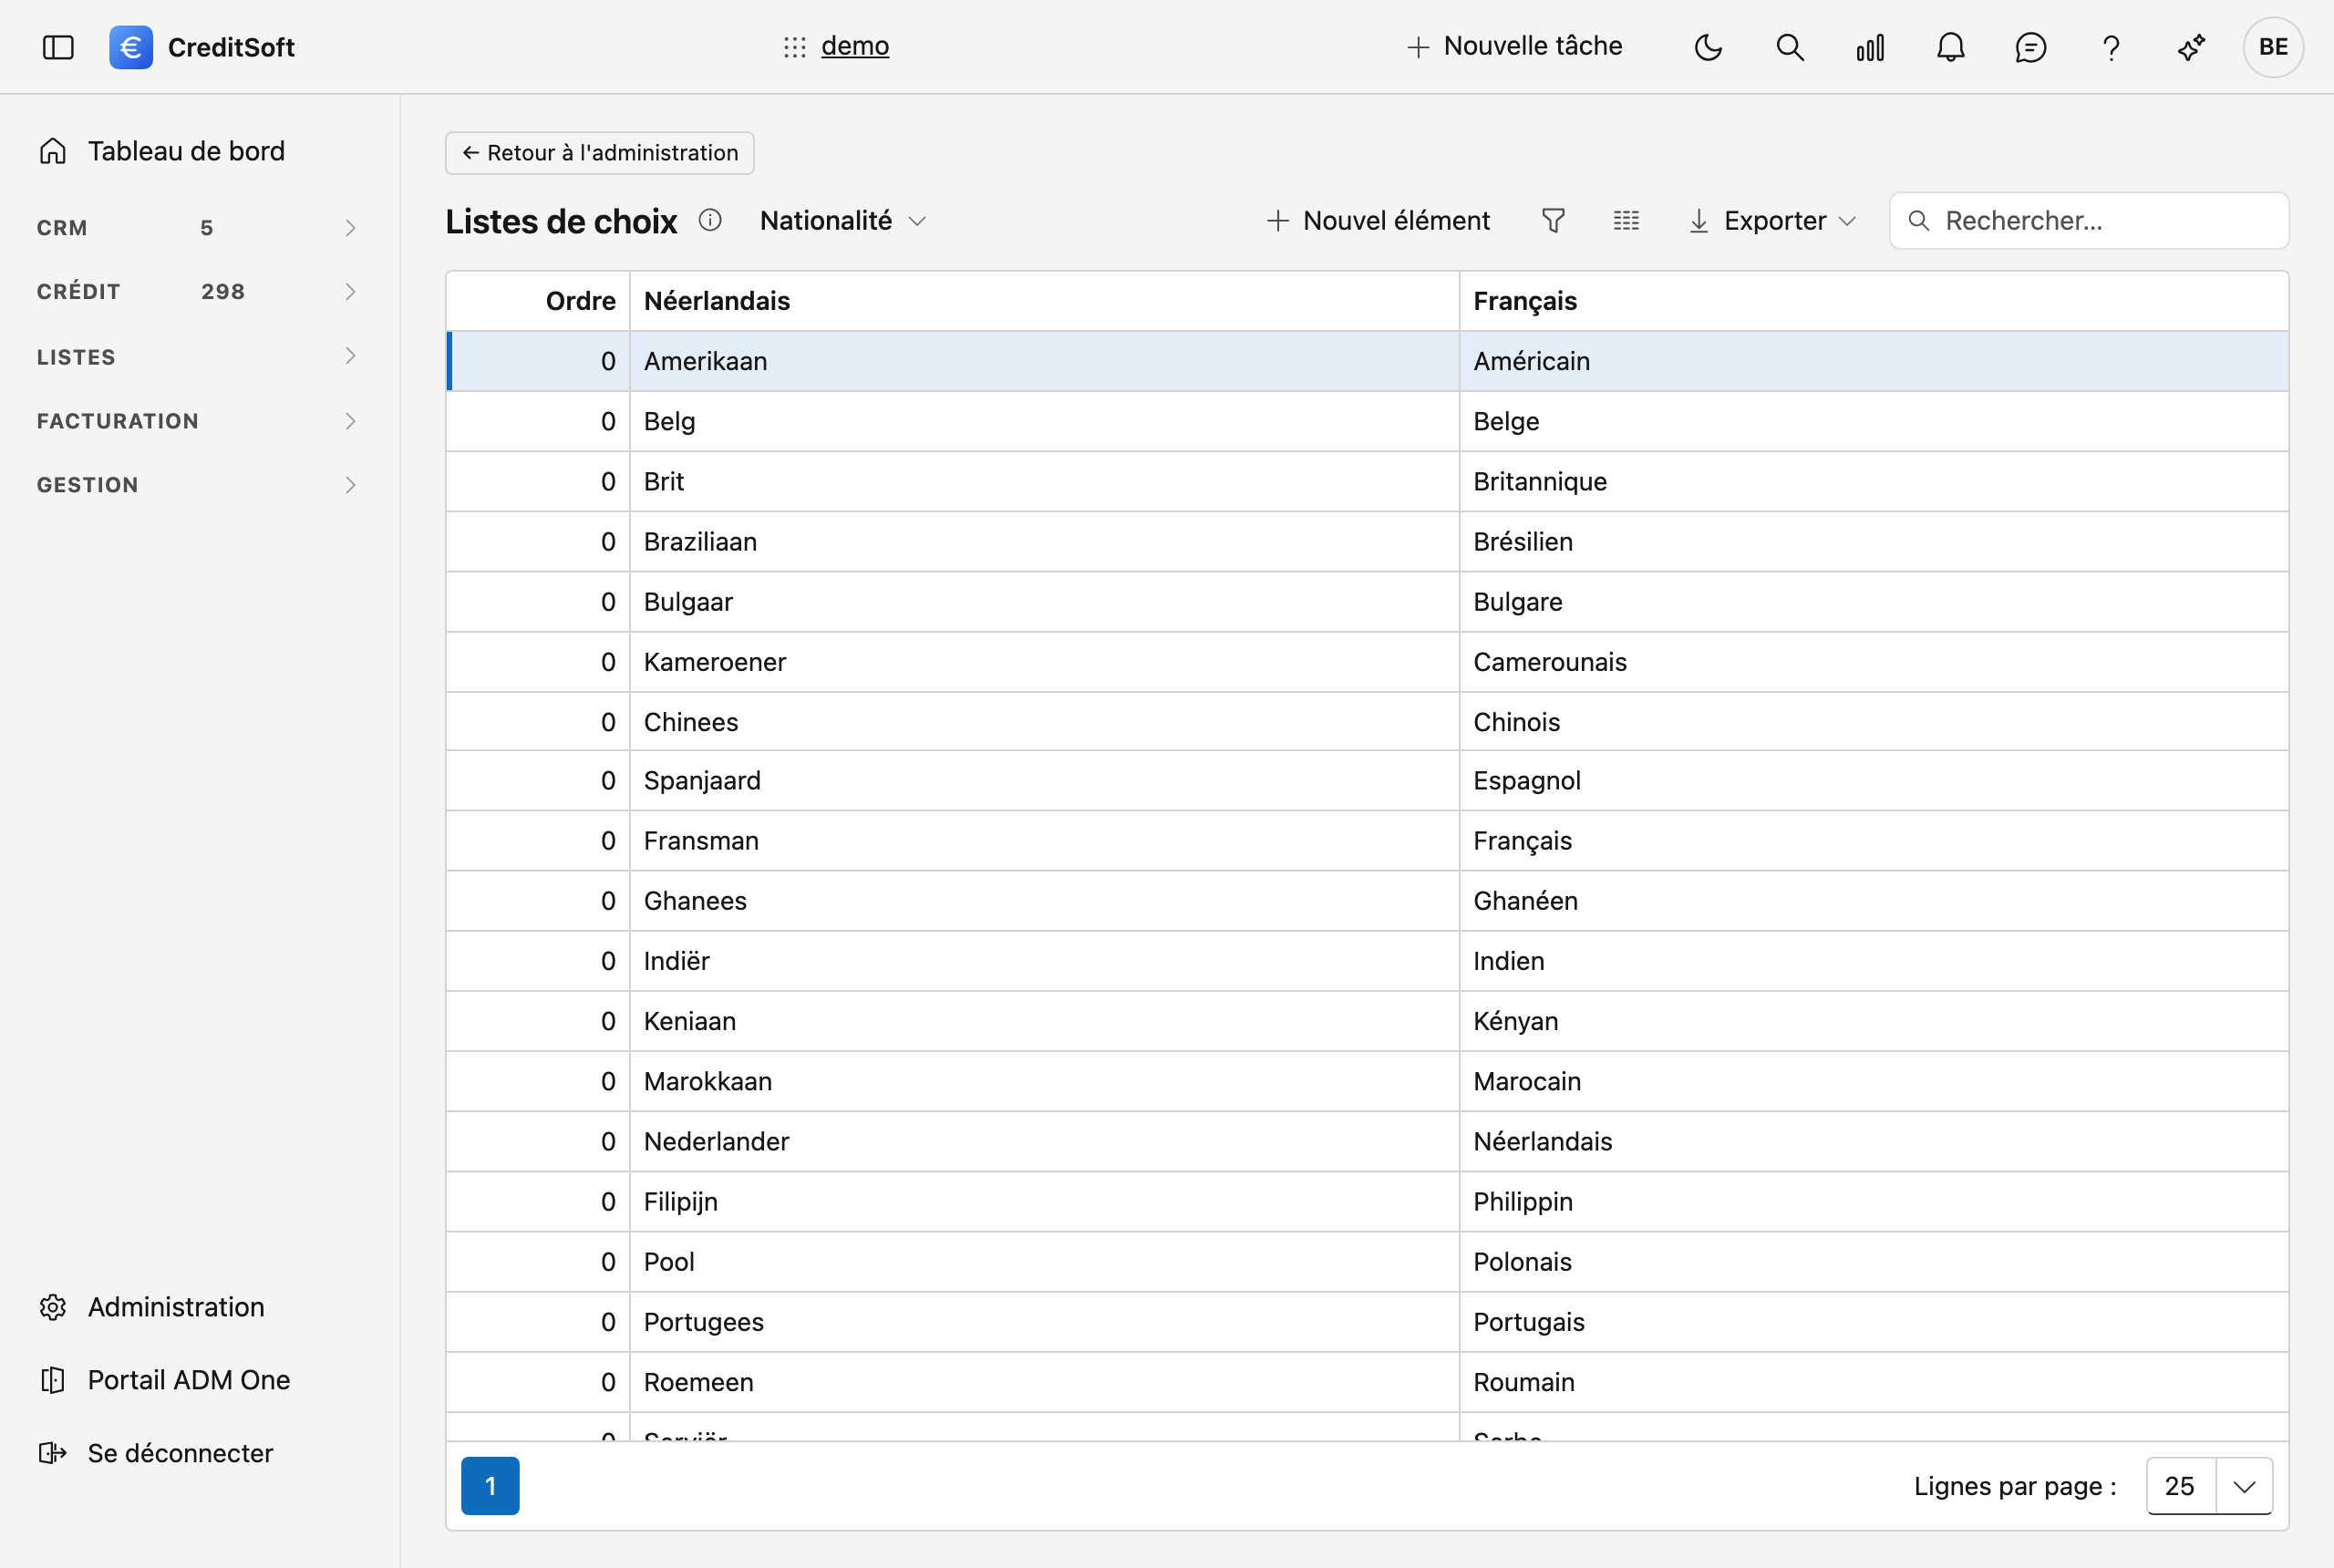 CreditSoft
demo
Nouvelle tâche
BE
Tableau de bord
CRM 5
CRÉDIT 298
LISTES
FACTURATION
GESTION
Administration
Portail ADM One
Se déconnecter
← Retour à l'administration
Listes de choix
Nationalité
Nouvel élément
Exporter
Rechercher...
Ordre Néerlandais Français
0 Amerikaan Américain
0 Belg Belge
0 Brit Britannique
0 Braziliaan Brésilien
0 Bulgaar Bulgare
0 Kameroener Camerounais
0 Chinees Chinois
0 Spanjaard Espagnol
0 Fransman Français
0 Ghanees Ghanéen
0 Indiër Indien
0 Keniaan Kényan
0 Marokkaan Marocain
0 Nederlander Néerlandais
0 Filipijn Philippin
0 Pool Polonais
0 Portugees Portugais
0 Roemeen Roumain
1
Lignes par page : 25